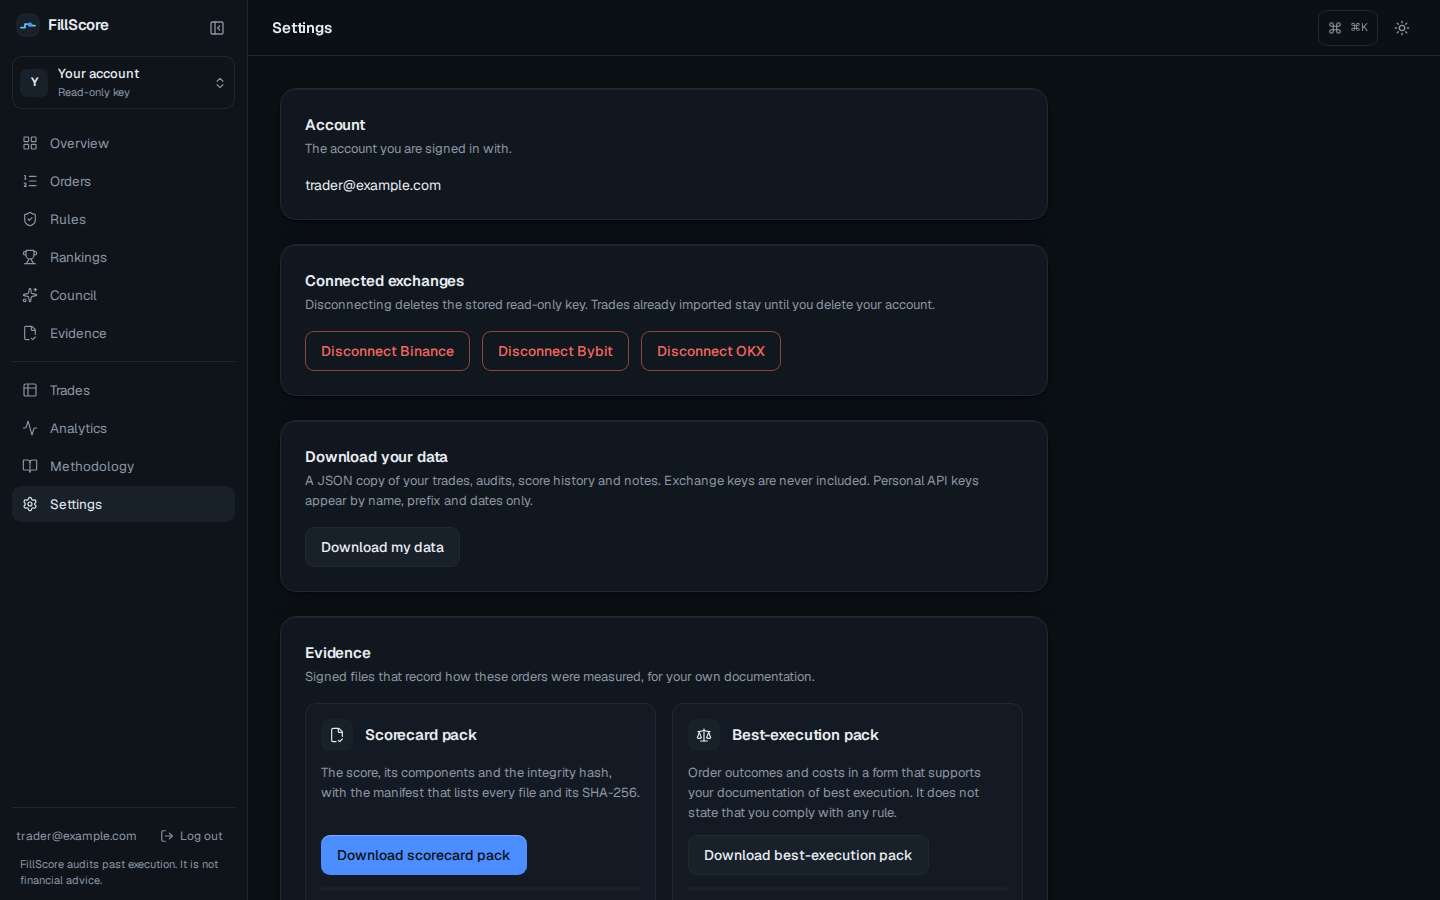 FillScore
Y
Your account
Read-only key
Overview
Orders
Rules
Rankings
Council
Evidence
Trades
Analytics
Methodology
Settings
trader@example.com
Log out
FillScore audits past execution. It is not
financial advice.
Settings
⌘K
Account
The account you are signed in with.
trader@example.com
Connected exchanges
Disconnecting deletes the stored read-only key. Trades already imported stay until you delete your account.
Disconnect Binance
Disconnect Bybit
Disconnect OKX
Download your data
A JSON copy of your trades, audits, score history and notes. Exchange keys are never included. Personal API keys
appear by name, prefix and dates only.
Download my data
Evidence
Signed files that record how these orders were measured, for your own documentation.
Scorecard pack
The score, its components and the integrity hash,
with the manifest that lists every file and its SHA-256.
Download scorecard pack
Best-execution pack
Order outcomes and costs in a form that supports
your documentation of best execution. It does not
state that you comply with any rule.
Download best-execution pack